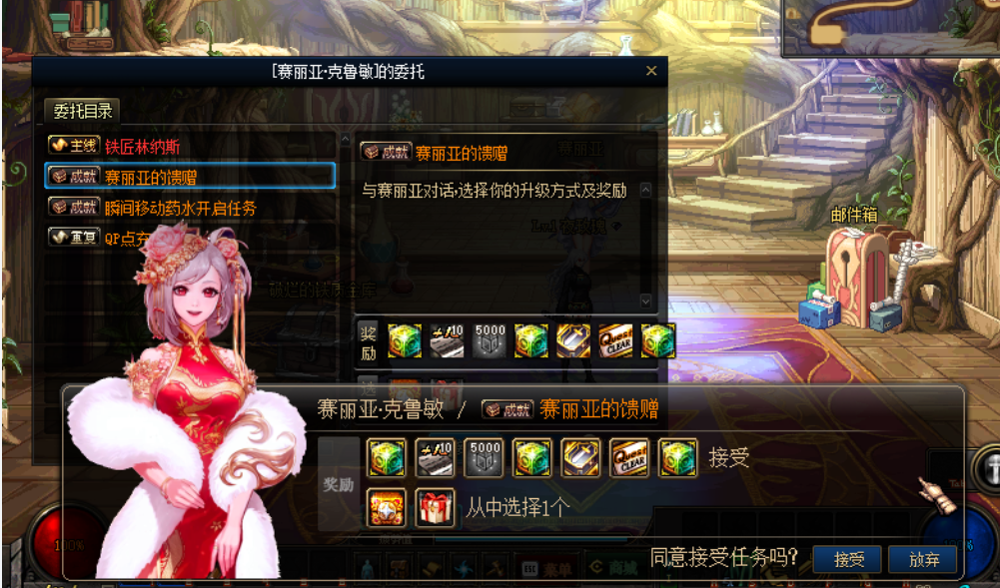 [赛丽亚·克鲁敏]的委托
委托目录
主线 铁匠林纳斯
成就 赛丽亚的馈赠
成就 瞬间移动药水开启任务
重复 QP点充
成就 赛丽亚的馈赠
与赛丽亚对话,选择你的升级方式及奖励
邮件箱
奖励
+7/10
5000
Quest CLEAR
赛丽亚·克鲁敏 / 成就 赛丽亚的馈赠
奖励
+7/10
5000
Quest CLEAR
接受
从中选择1个
同意接受任务吗?
接受
放弃
ESC 菜单
商城